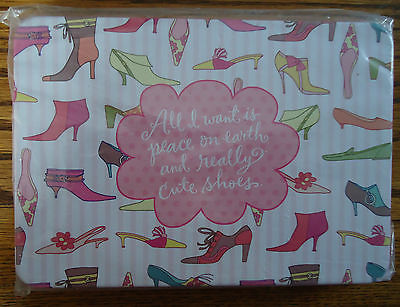 All I want is
peace on earth
and really
cute shoes.